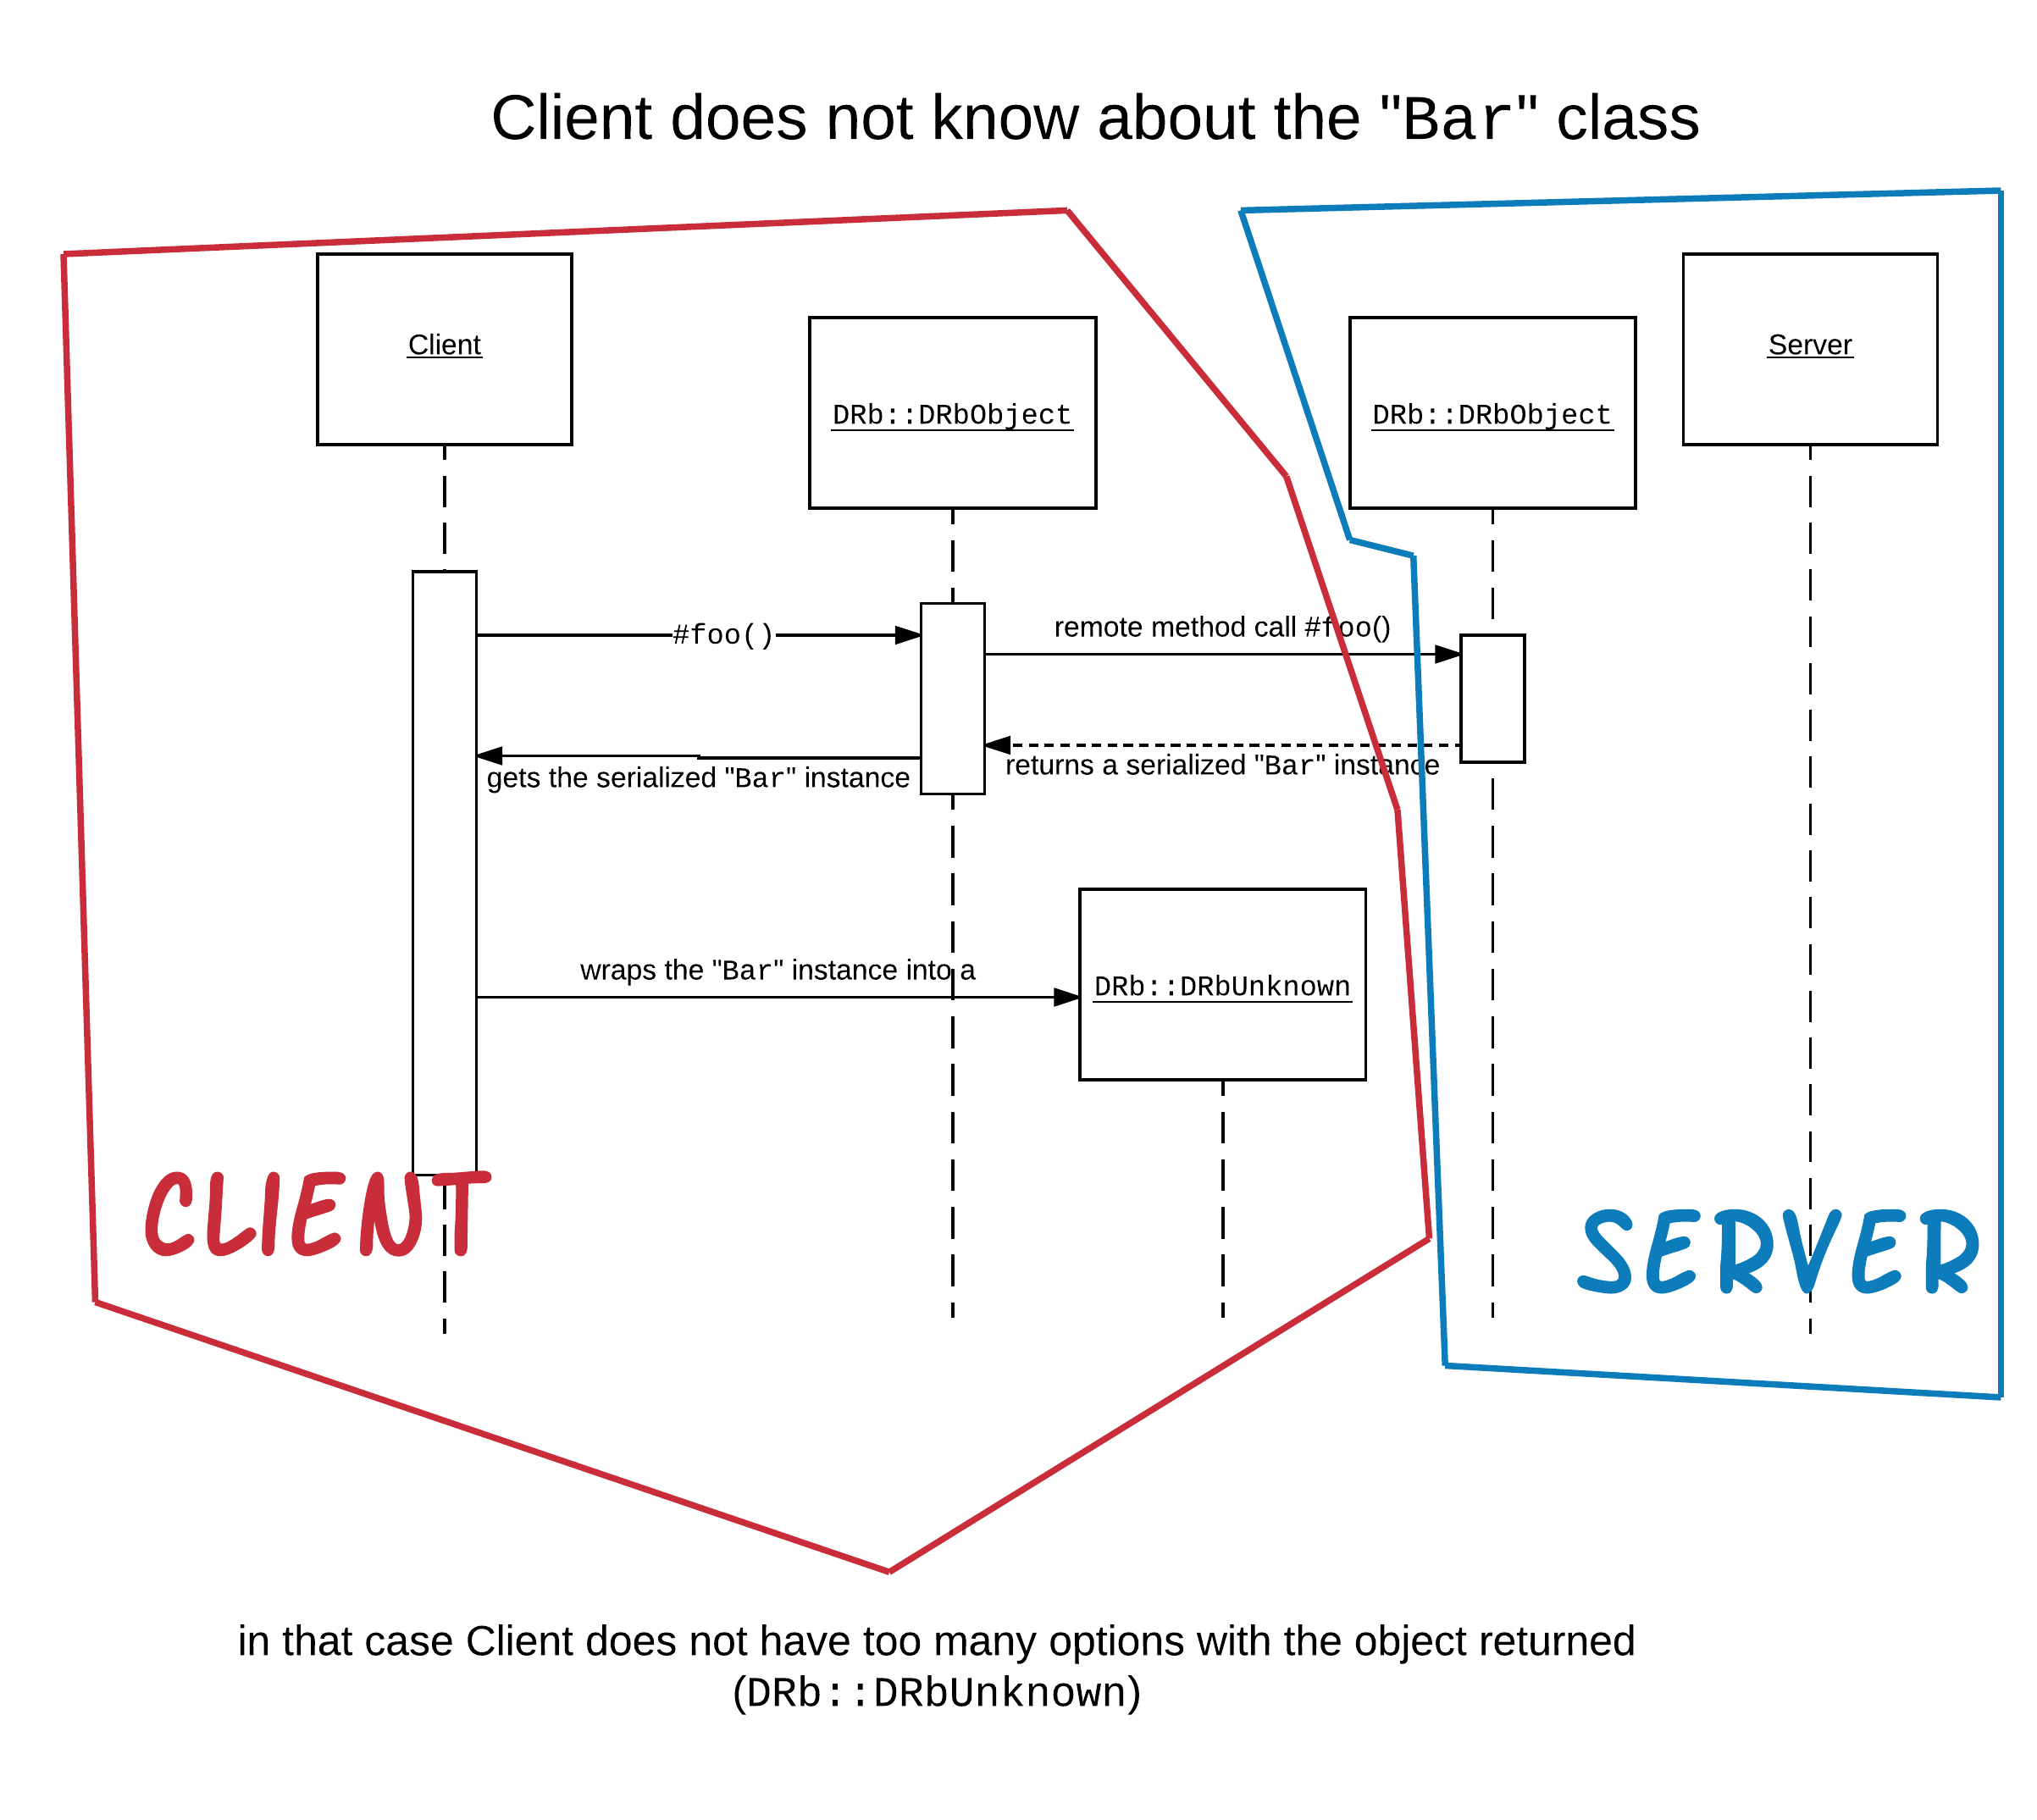 Client does not know about the "Bar" class
Client
Server
DRb::DRbObject
DRb::DRbObject
#foo()
remote method call #foo()
gets the serialized "Bar" instance
returns a serialized "Bar" instance
wraps the "Bar" instance into a
DRb::DRbUnknown
CLIENT
SERVER
in that case Client does not have too many options with the object returned
(DRb::DRbUnknown)